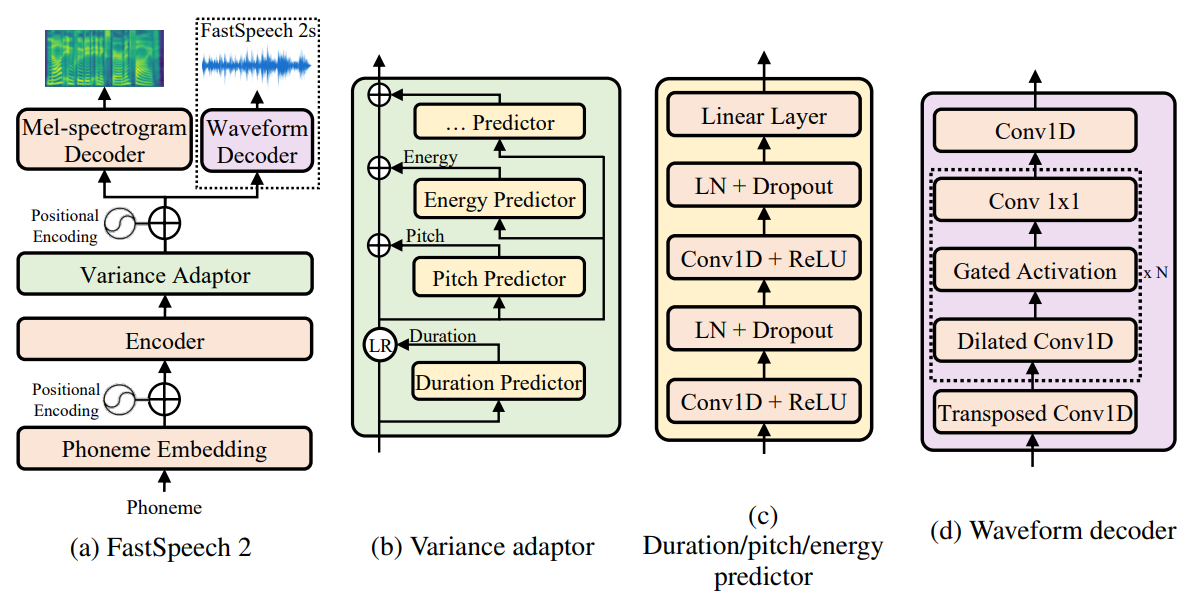 FastSpeech 2s
Mel-spectrogram
Decoder
Waveform
Decoder
Positional
Encoding
Variance Adaptor
Encoder
Positional
Encoding
Phoneme Embedding
Phoneme
(a) FastSpeech 2
… Predictor
Energy
Energy Predictor
Pitch
Pitch Predictor
LR
Duration
Duration Predictor
(b) Variance adaptor
Linear Layer
LN + Dropout
Conv1D + ReLU
LN + Dropout
Conv1D + ReLU
(c)
Duration/pitch/energy
predictor
Conv1D
Conv 1x1
Gated Activation
x N
Dilated Conv1D
Transposed Conv1D
(d) Waveform decoder